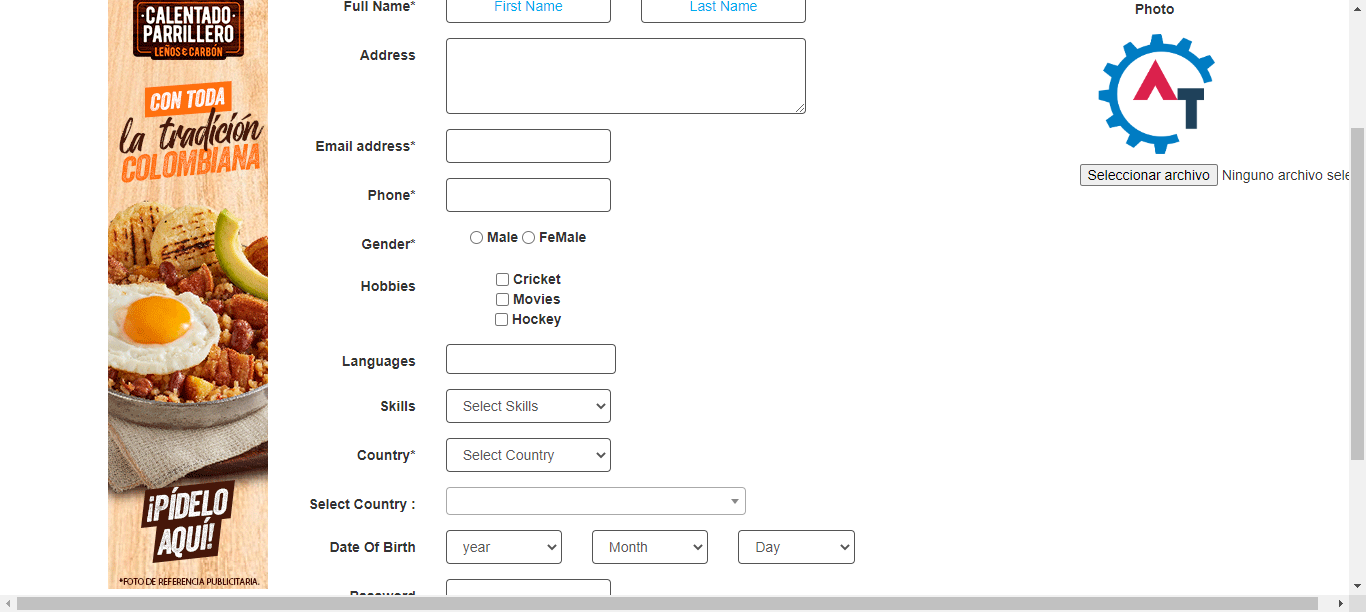 ·CALENTADO·
PARRILLERO
LEÑOS & CARBÓN
CON TODA
la tradición
COLOMBIANA
¡PÍDELO
AQUÍ!
*FOTO DE REFERENCIA PUBLICITARIA.
Full Name* First Name Last Name
Address
Email address*
Phone*
Gender* Male FeMale
Hobbies Cricket
Movies
Hockey
Languages
Skills Select Skills
Country* Select Country
Select Country :
Date Of Birth year Month Day
Password
Photo
AT
Seleccionar archivo Ninguno archivo sele